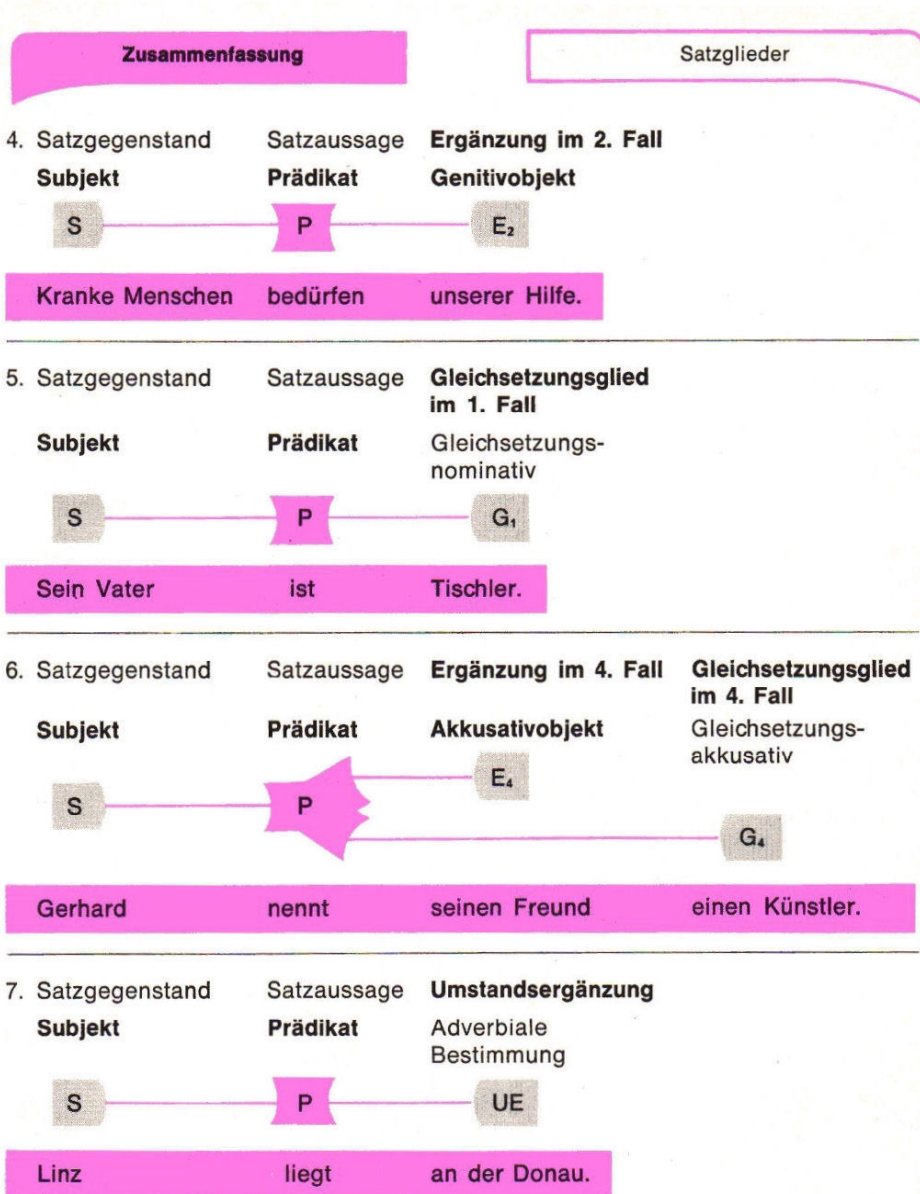 Zusammenfassung Satzglieder
4. Satzgegenstand Satzaussage Ergänzung im 2. Fall
Subjekt Prädikat Genitivobjekt
S P E₂
Kranke Menschen bedürfen unserer Hilfe.
5. Satzgegenstand Satzaussage Gleichsetzungsglied
im 1. Fall
Subjekt Prädikat Gleichsetzungs-
nominativ
S P G₁
Sein Vater ist Tischler.
6. Satzgegenstand Satzaussage Ergänzung im 4. Fall Gleichsetzungsglied
im 4. Fall
Subjekt Prädikat Akkusativobjekt Gleichsetzungs-
akkusativ
E₄
S P
G₄
Gerhard nennt seinen Freund einen Künstler.
7. Satzgegenstand Satzaussage Umstandsergänzung
Subjekt Prädikat Adverbiale
Bestimmung
S P UE
Linz liegt an der Donau.